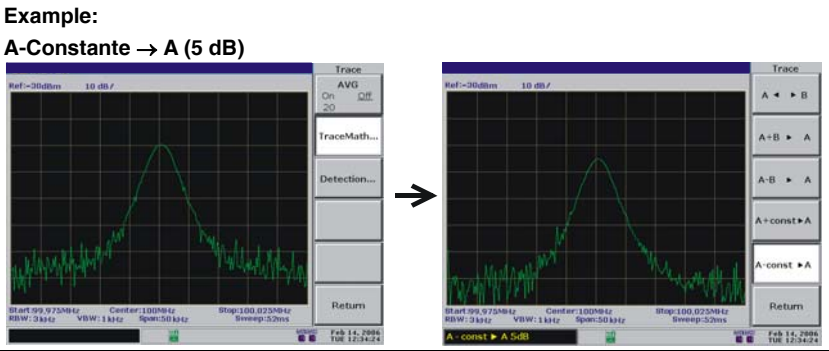 Example:
A-Constante → A (5 dB)
Trace
Ref:-30dBm 10 dB/
AVG
On Off
20
TraceMath...
Detection...
Return
Start:99,975MHz Center:100MHz Stop:100,025MHz
RBW:3kHz VBW:1kHz Span:50kHz Sweep:52ms
Feb 14, 2006
TUE 12:34:24
→
Trace
Ref:-30dBm 10 dB/
A ◄ ► B
A+B ► A
A-B ► A
A+const►A
A-const ►A
Return
Start:99,975MHz Center:100MHz Stop:100,025MHz
RBW:3kHz VBW:1kHz Span:50kHz Sweep:52ms
A - const ► A 5dB
Feb 14, 2006
TUE 12:34:24